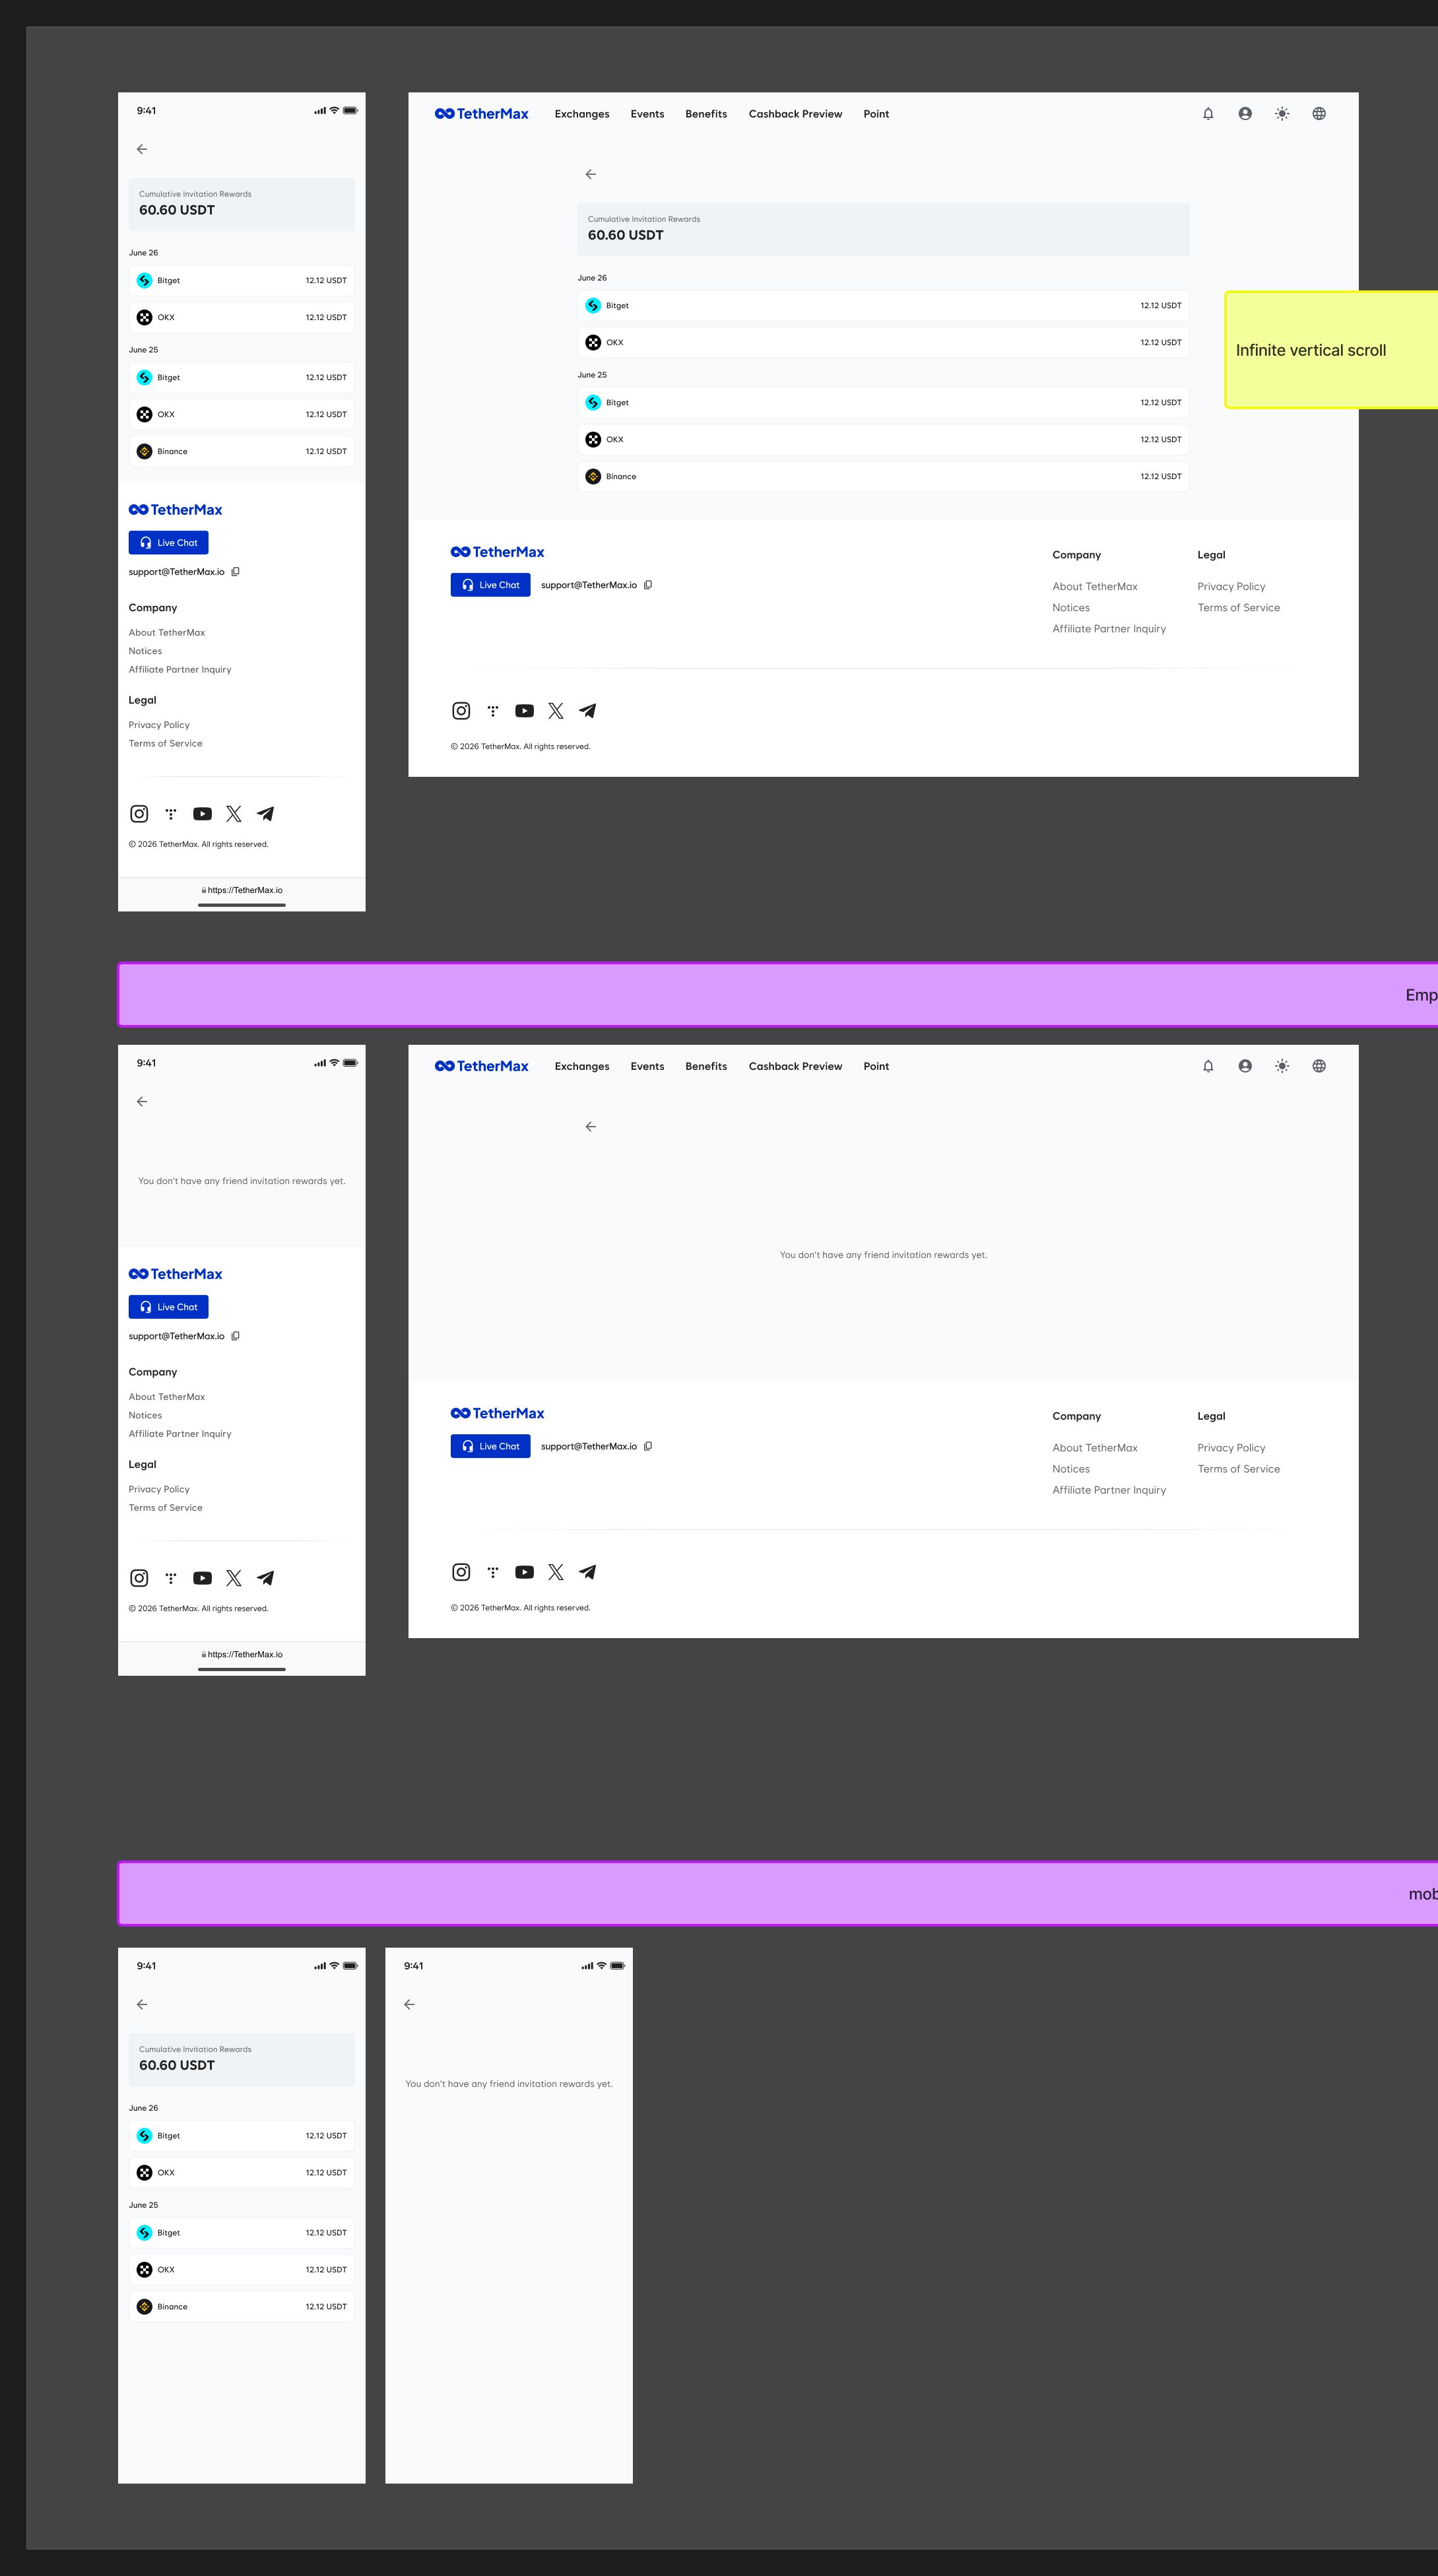 9:41
Cumulative Invitation Rewards
60.60 USDT
June 26
Bitget 12.12 USDT
OKX 12.12 USDT
June 25
Bitget 12.12 USDT
OKX 12.12 USDT
Binance 12.12 USDT
TetherMax
Live Chat
support@TetherMax.io
Company
About TetherMax
Notices
Affiliate Partner Inquiry
Legal
Privacy Policy
Terms of Service
© 2026 TetherMax. All rights reserved.
https://TetherMax.io
TetherMax Exchanges Events Benefits Cashback Preview Point
Cumulative Invitation Rewards
60.60 USDT
June 26
Bitget 12.12 USDT
OKX 12.12 USDT
June 25
Bitget 12.12 USDT
OKX 12.12 USDT
Binance 12.12 USDT
Infinite vertical scroll
TetherMax
Live Chat support@TetherMax.io
Company
About TetherMax
Notices
Affiliate Partner Inquiry
Legal
Privacy Policy
Terms of Service
© 2026 TetherMax. All rights reserved.
Emp
9:41
You don't have any friend invitation rewards yet.
TetherMax
Live Chat
support@TetherMax.io
Company
About TetherMax
Notices
Affiliate Partner Inquiry
Legal
Privacy Policy
Terms of Service
© 2026 TetherMax. All rights reserved.
https://TetherMax.io
TetherMax Exchanges Events Benefits Cashback Preview Point
You don't have any friend invitation rewards yet.
TetherMax
Live Chat support@TetherMax.io
Company
About TetherMax
Notices
Affiliate Partner Inquiry
Legal
Privacy Policy
Terms of Service
© 2026 TetherMax. All rights reserved.
mob
9:41
Cumulative Invitation Rewards
60.60 USDT
June 26
Bitget 12.12 USDT
OKX 12.12 USDT
June 25
Bitget 12.12 USDT
OKX 12.12 USDT
Binance 12.12 USDT
9:41
You don't have any friend invitation rewards yet.